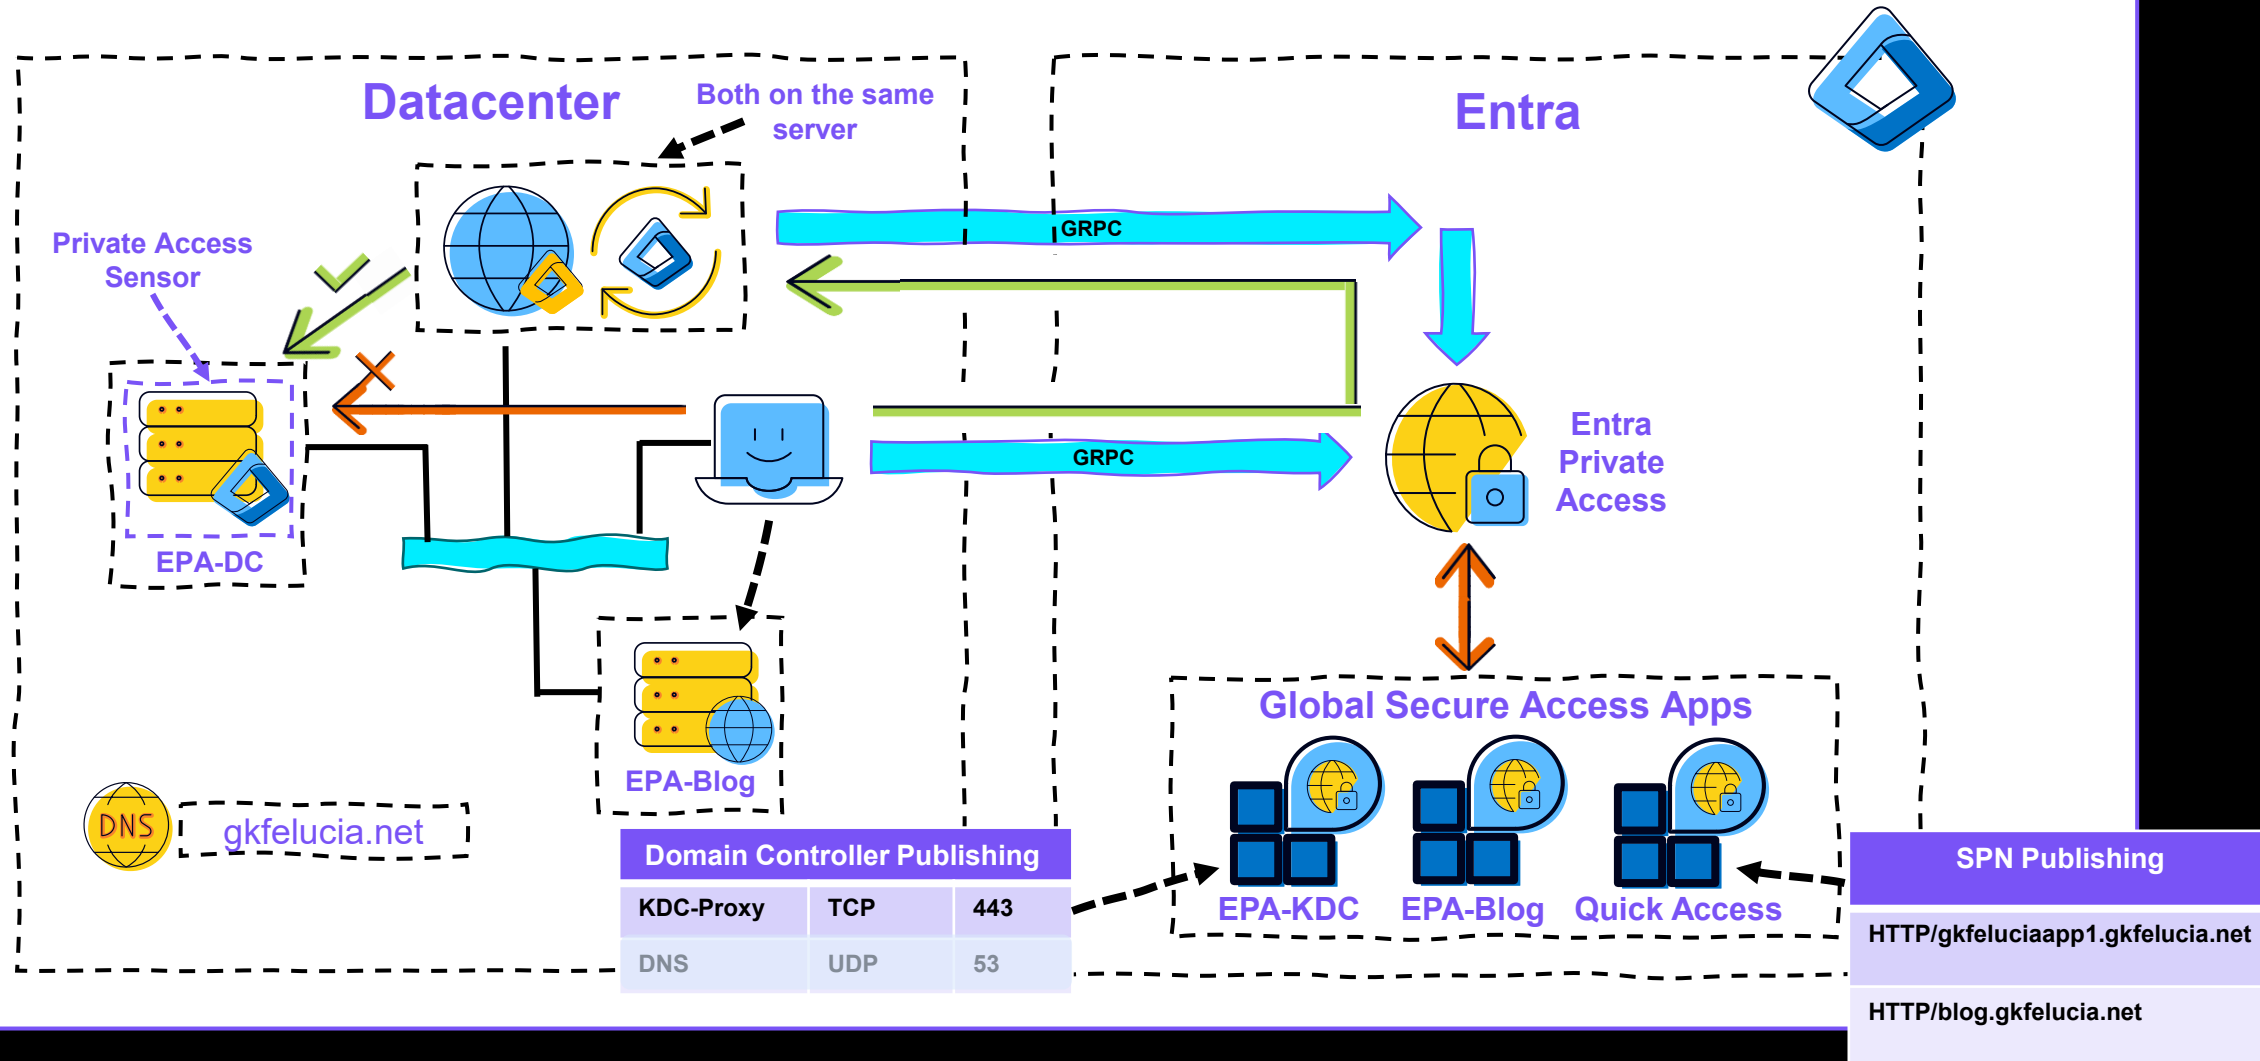 Datacenter
Both on the same
server
Entra
GRPC
Private Access
Sensor
Entra
Private
Access
GRPC
EPA-DC
Global Secure Access Apps
EPA-Blog
DNS
gkfelucia.net
Domain Controller Publishing
KDC-Proxy TCP 443
DNS UDP 53
EPA-KDC
EPA-Blog
Quick Access
SPN Publishing
HTTP/gkfeluciaapp1.gkfelucia.net
HTTP/blog.gkfelucia.net